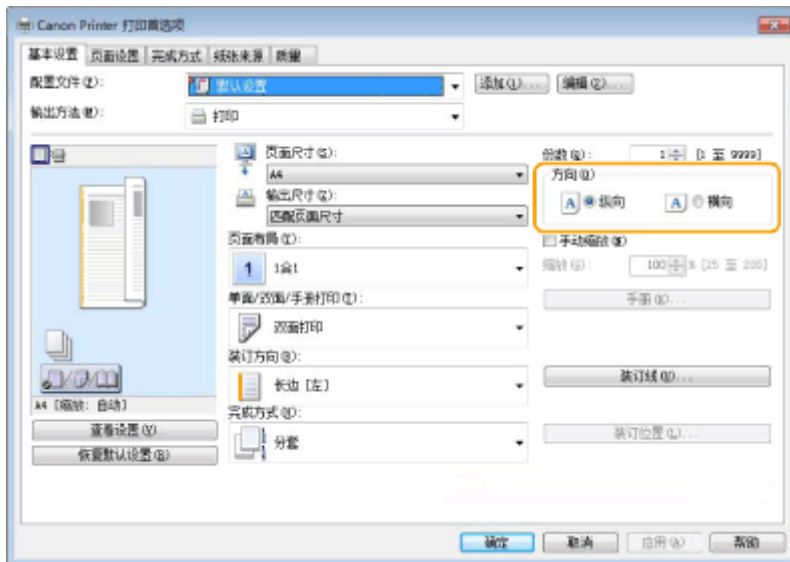 Canon Printer 打印首选项
基本设置 页面设置 完成方式 纸张来源 质量
配置文件(F): 默认设置 添加(1)... 编辑(2)...
输出方法(M): 打印
页面尺寸(S): 份数(Q): 1 [1 至 9999]
A4 方向(O)
输出尺寸(Z): A 纵向 A 横向
匹配页面尺寸
页面布局(Y): 手动缩放(W)
1 1合1 缩放(G): 100 % [25 至 200]
单面/双面/手册打印(T): 手册(K)...
双面打印
装订方向(B):
长边 [左] 装订线(U)...
A4 [缩放: 自动]
完成方式(H):
查看设置(V) 分套 装订位置(L)...
恢复默认设置(R)
确定 取消 应用(A) 帮助